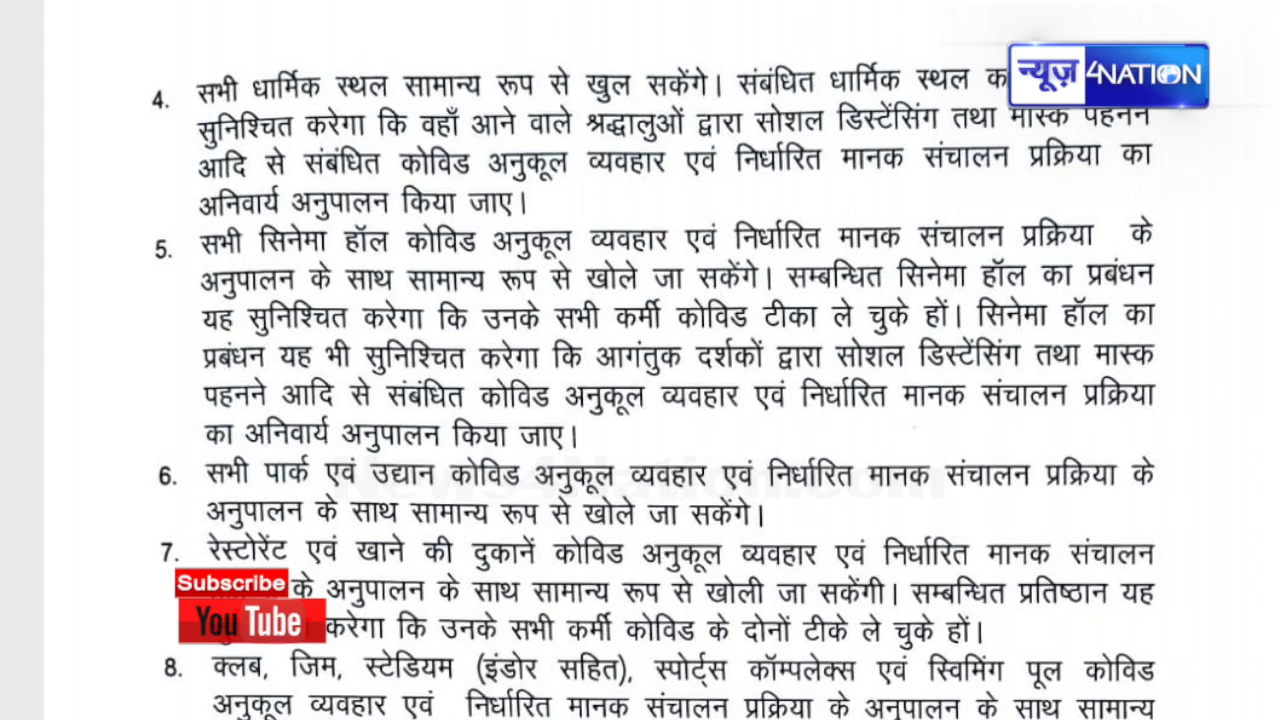 न्यूज़ 4NATION
4. सभी धार्मिक स्थल सामान्य रूप से खुल सकेंगे। संबंधित धार्मिक स्थल
सुनिश्चित करेगा कि वहाँ आने वाले श्रद्धालुओं द्वारा सोशल डिस्टेंसिंग तथा मास्क पहनने
आदि से संबंधित कोविड अनुकूल व्यवहार एवं निर्धारित मानक संचालन प्रक्रिया का
अनिवार्य अनुपालन किया जाए।
5. सभी सिनेमा हॉल कोविड अनुकूल व्यवहार एवं निर्धारित मानक संचालन प्रक्रिया के
अनुपालन के साथ सामान्य रूप से खोले जा सकेंगे। सम्बन्धित सिनेमा हॉल का प्रबंधन
यह सुनिश्चित करेगा कि उनके सभी कर्मी कोविड टीका ले चुके हों। सिनेमा हॉल का
प्रबंधन यह भी सुनिश्चित करेगा कि आगंतुक दर्शकों द्वारा सोशल डिस्टेंसिंग तथा मास्क
पहनने आदि से संबंधित कोविड अनुकूल व्यवहार एवं निर्धारित मानक संचालन प्रक्रिया
का अनिवार्य अनुपालन किया जाए।
News4Nation.com
6. सभी पार्क एवं उद्यान कोविड अनुकूल व्यवहार एवं निर्धारित मानक संचालन प्रक्रिया के
अनुपालन के साथ सामान्य रूप से खोले जा सकेंगे।
7. रेस्टोरेंट एवं खाने की दुकानें कोविड अनुकूल व्यवहार एवं निर्धारित मानक संचालन
Subscribe
के अनुपालन के साथ सामान्य रूप से खोली जा सकेंगी। सम्बन्धित प्रतिष्ठान यह
You Tube
करेगा कि उनके सभी कर्मी कोविड के दोनों टीके ले चुके हों।
8. क्लब, जिम, स्टेडियम (इंडोर सहित), स्पोर्ट्स कॉम्पलेक्स एवं स्विमिंग पूल कोविड
अनुकूल व्यवहार एवं निर्धारित मानक संचालन प्रक्रिया के अनुपालन के साथ सामान्य